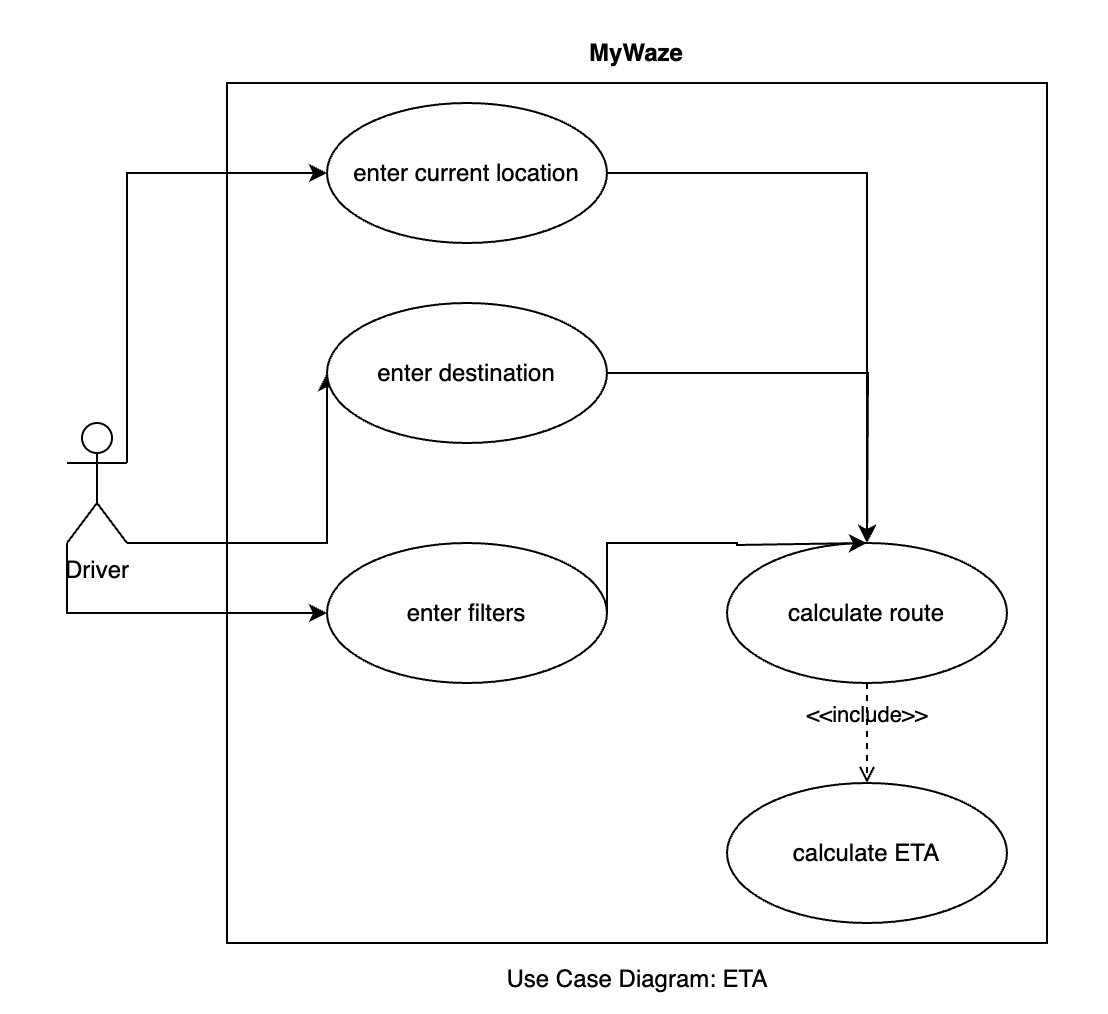 MyWaze
enter current location
enter destination
Driver
enter filters
calculate route
<<include>>
calculate ETA
Use Case Diagram: ETA